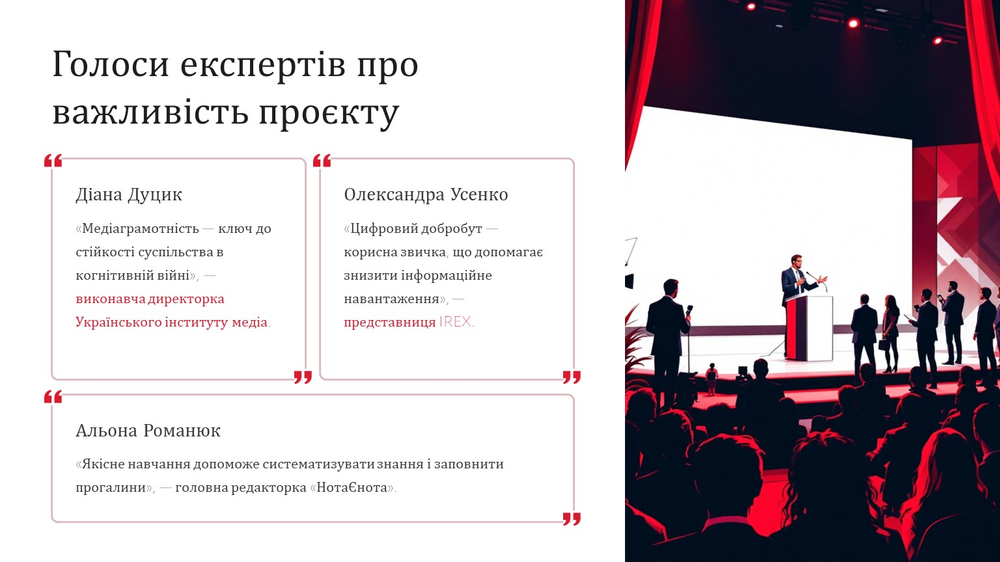 Голоси експертів про
важливість проєкту
Діана Дуцик
«Медіаграмотність — ключ до
стійкості суспільства в
когнітивній війні», —
виконавча директорка
Українського інституту медіа.
Олександра Усенко
«Цифровий добробут —
корисна звичка, що допомагає
знизити інформаційне
навантаження», —
представниця IREX.
Альона Романюк
«Якісне навчання допоможе систематизувати знання і заповнити
прогалини», — головна редакторка «НотаЄнота».